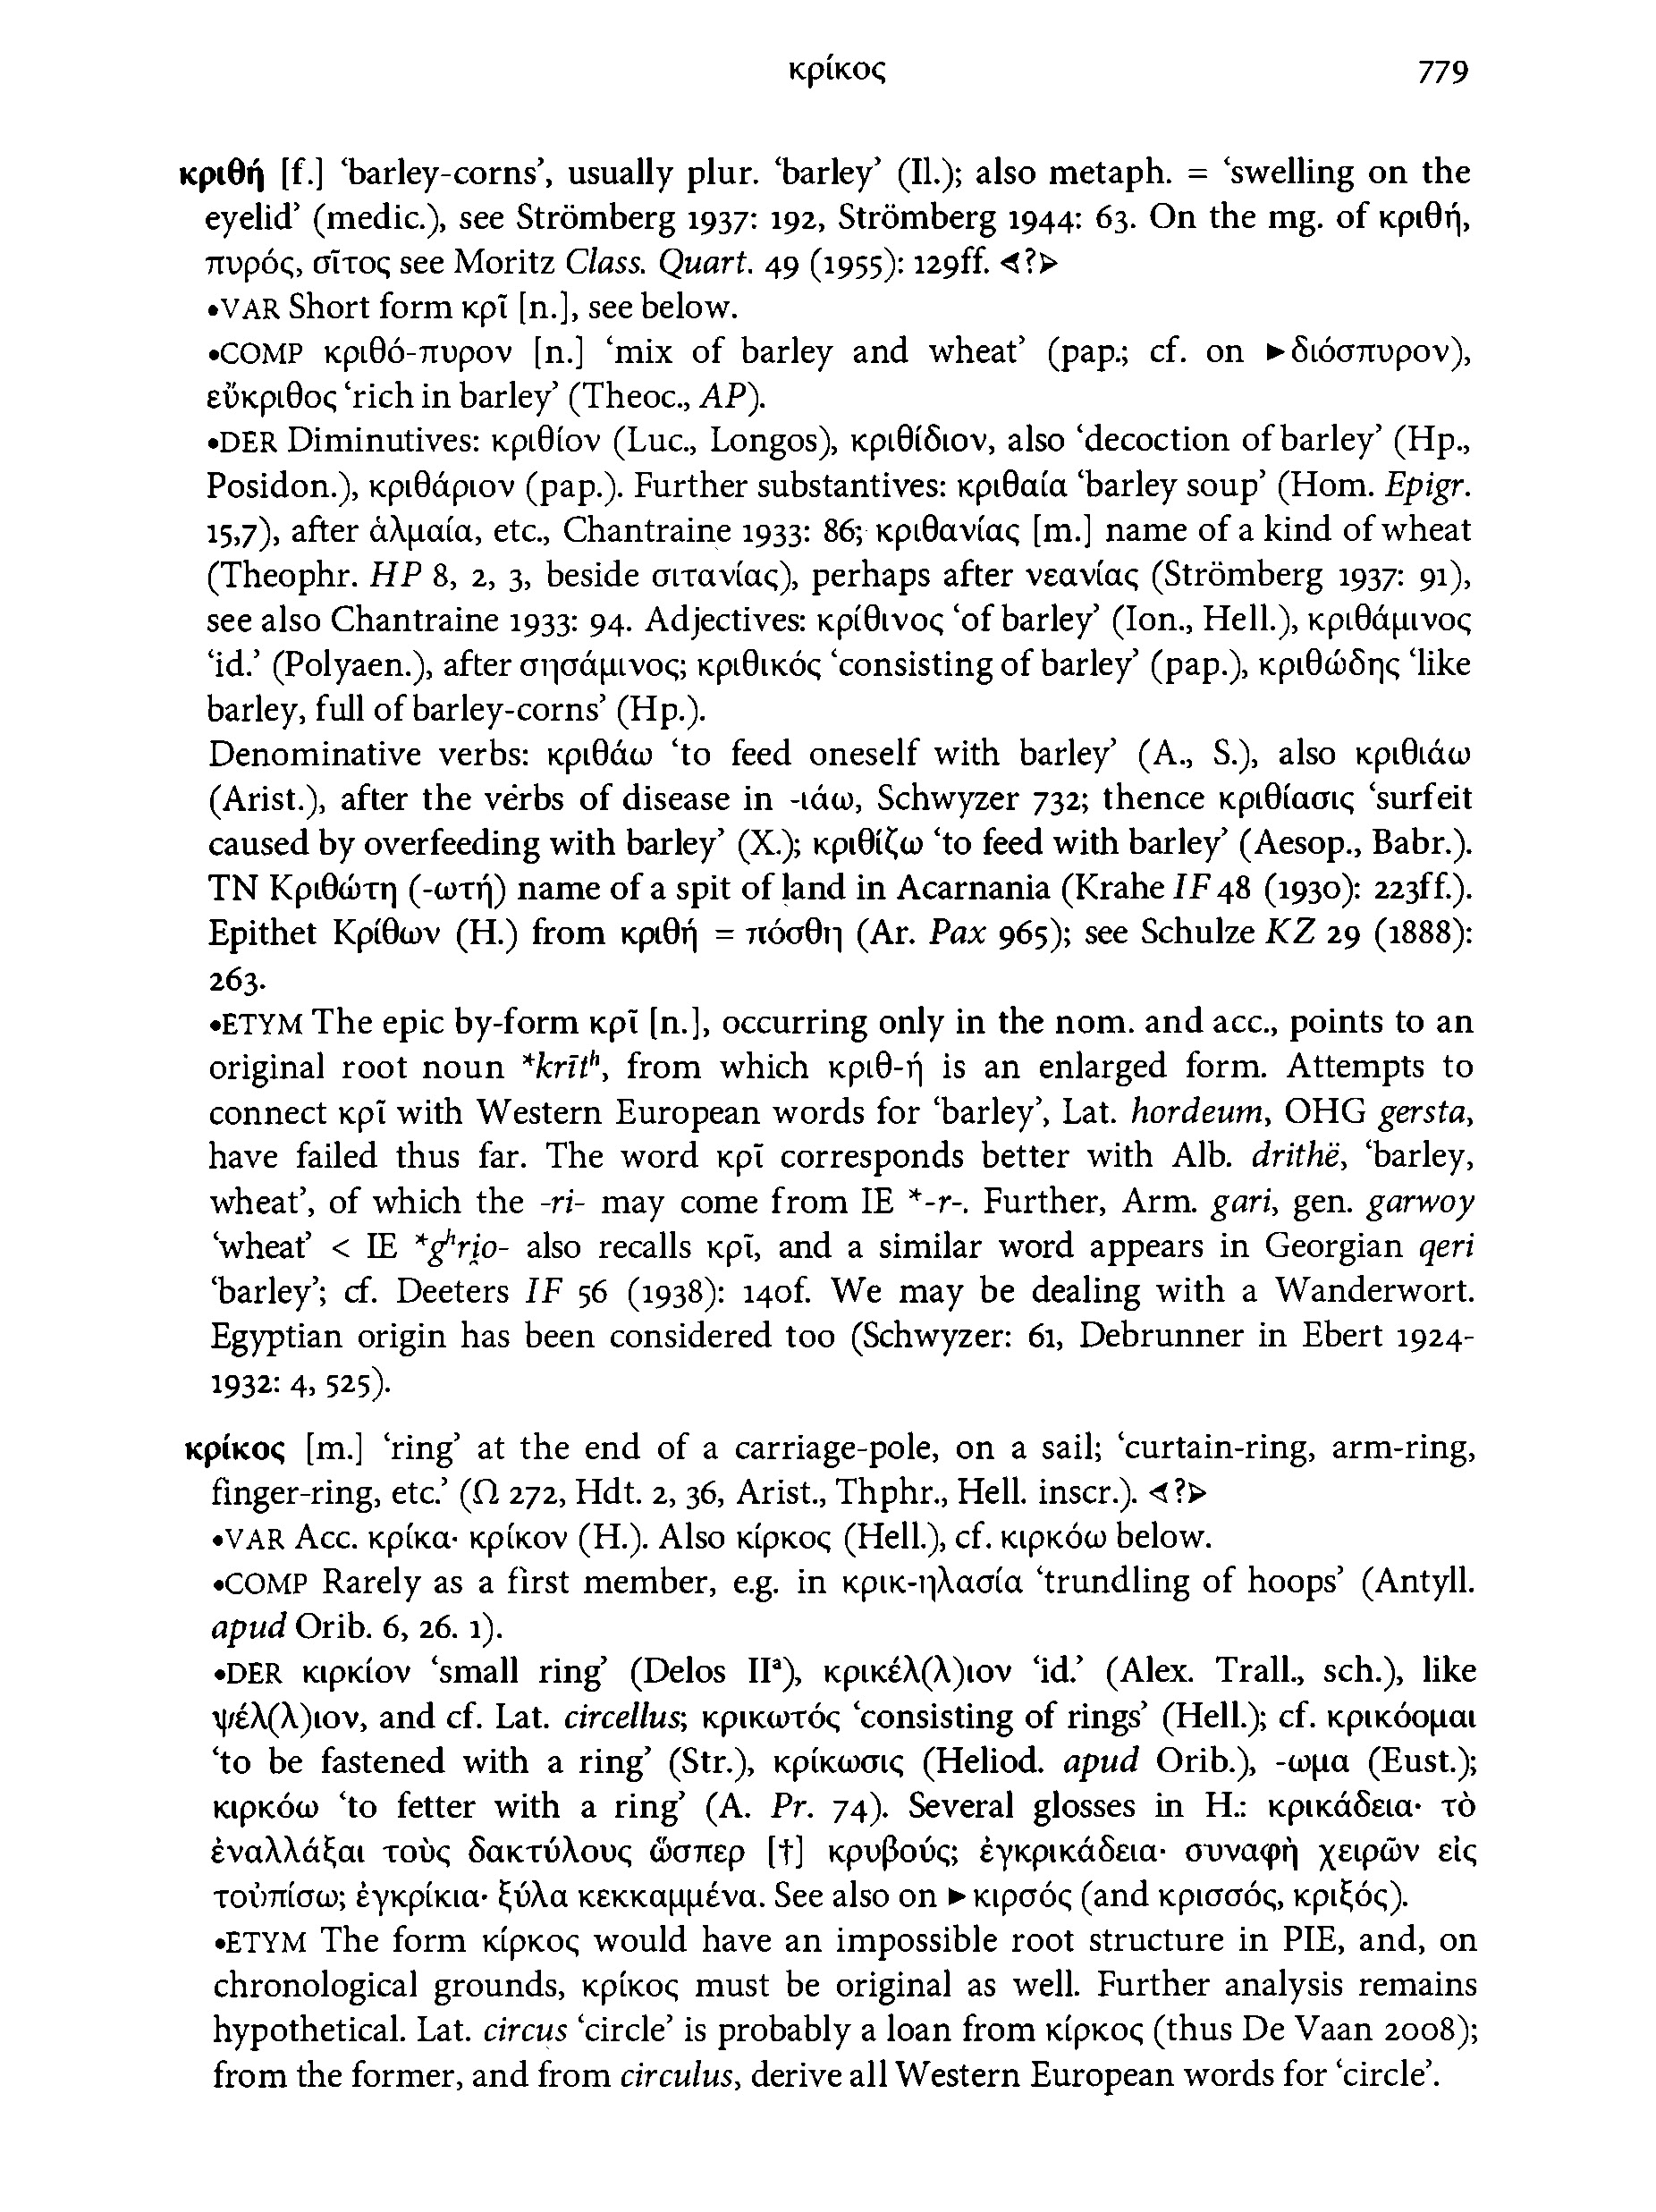 κρίκος 779
κριθή [f.] ‘barley-corns’, usually plur. ‘barley’ (Il.); also metaph. = ‘swelling on the
eyelid’ (medic.), see Strömberg 1937: 192, Strömberg 1944: 63. On the mg. of κριθή,
πυρός, σῖτος see Moritz Class. Quart. 49 (1955): 129ff. ◁?▷
•VAR Short form κρῖ [n.], see below.
•COMP κριθό-πυρον [n.] ‘mix of barley and wheat’ (pap.; cf. on ►διόσπυρον),
εὔκριθος ‘rich in barley’ (Theoc., AP).
•DER Diminutives: κριθίον (Luc., Longos), κριθίδιον, also ‘decoction of barley’ (Hp.,
Posidon.), κριθάριον (pap.). Further substantives: κριθαία ‘barley soup’ (Hom. Epigr.
15,7), after ἁλμαία, etc., Chantraine 1933: 86; κριθανίας [m.] name of a kind of wheat
(Theophr. HP 8, 2, 3, beside σιτανίας), perhaps after νεανίας (Strömberg 1937: 91),
see also Chantraine 1933: 94. Adjectives: κρίθινος ‘of barley’ (Ion., Hell.), κριθάμινος
‘id.’ (Polyaen.), after σησάμινος; κριθικός ‘consisting of barley’ (pap.), κριθώδης ‘like
barley, full of barley-corns’ (Hp.).
Denominative verbs: κριθάω ‘to feed oneself with barley’ (A., S.), also κριθιάω
(Arist.), after the verbs of disease in -ιάω, Schwyzer 732; thence κριθίασις ‘surfeit
caused by overfeeding with barley’ (X.); κριθίζω ‘to feed with barley’ (Aesop., Babr.).
TN Κριθώτη (-ωτή) name of a spit of land in Acarnania (Krahe IF 48 (1930): 223ff.).
Epithet Κρίθων (H.) from κριθή = πόσθη (Ar. Pax 965); see Schulze KZ 29 (1888):
263.
•ETYM The epic by-form κρῖ [n.], occurring only in the nom. and acc., points to an
original root noun *krītʰ, from which κριθ-ή is an enlarged form. Attempts to
connect κρῖ with Western European words for ‘barley’, Lat. hordeum, OHG gersta,
have failed thus far. The word κρῖ corresponds better with Alb. drithë, ‘barley,
wheat’, of which the -ri- may come from IE *-r-. Further, Arm. gari, gen. garwoy
‘wheat’ < IE *gʰri̯o- also recalls κρῖ, and a similar word appears in Georgian qeri
‘barley’; cf. Deeters IF 56 (1938): 140f. We may be dealing with a Wanderwort.
Egyptian origin has been considered too (Schwyzer: 61, Debrunner in Ebert 1924-
1932: 4, 525).
κρίκος [m.] ‘ring’ at the end of a carriage-pole, on a sail; ‘curtain-ring, arm-ring,
finger-ring, etc.’ (Ω 272, Hdt. 2, 36, Arist., Thphr., Hell. inscr.). ◁?▷
•VAR Acc. κρίκα· κρίκον (H.). Also κίρκος (Hell.), cf. κιρκόω below.
•COMP Rarely as a first member, e.g. in κρικ-ηλασία ‘trundling of hoops’ (Antyll.
apud Orib. 6, 26. 1).
•DER κιρκίον ‘small ring’ (Delos IIᵃ), κρικέλ(λ)ιον ‘id.’ (Alex. Trall., sch.), like
ψέλ(λ)ιον, and cf. Lat. circellus; κρικωτός ‘consisting of rings’ (Hell.); cf. κρικόομαι
‘to be fastened with a ring’ (Str.), κρίκωσις (Heliod. apud Orib.), -ωμα (Eust.);
κιρκόω ‘to fetter with a ring’ (A. Pr. 74). Several glosses in H.: κρικάδεια· τὸ
ἐναλλάξαι τοὺς δακτύλους ὥσπερ [†] κρυβούς; ἐγκρικάδεια· συναφὴ χειρῶν εἰς
τοὐπίσω; ἐγκρίκια· ξύλα κεκκαμμένα. See also on ►κιρσός (and κρισσός, κριξός).
•ETYM The form κίρκος would have an impossible root structure in PIE, and, on
chronological grounds, κρίκος must be original as well. Further analysis remains
hypothetical. Lat. circus ‘circle’ is probably a loan from κίρκος (thus De Vaan 2008);
from the former, and from circulus, derive all Western European words for ‘circle’.